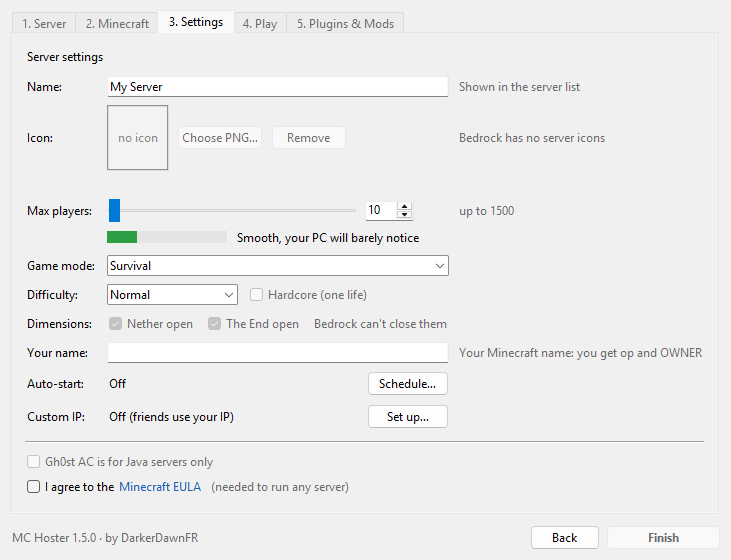 1. Server 2. Minecraft 3. Settings 4. Play 5. Plugins & Mods
Server settings
Name: My Server Shown in the server list
Icon: no icon Choose PNG... Remove Bedrock has no server icons
Max players: 10 up to 1500
Smooth, your PC will barely notice
Game mode: Survival
Difficulty: Normal Hardcore (one life)
Dimensions: Nether open The End open Bedrock can't close them
Your name: Your Minecraft name: you get op and OWNER
Auto-start: Off Schedule...
Custom IP: Off (friends use your IP) Set up...
Gh0st AC is for Java servers only
I agree to the Minecraft EULA (needed to run any server)
MC Hoster 1.5.0 · by DarkerDawnFR Back Finish